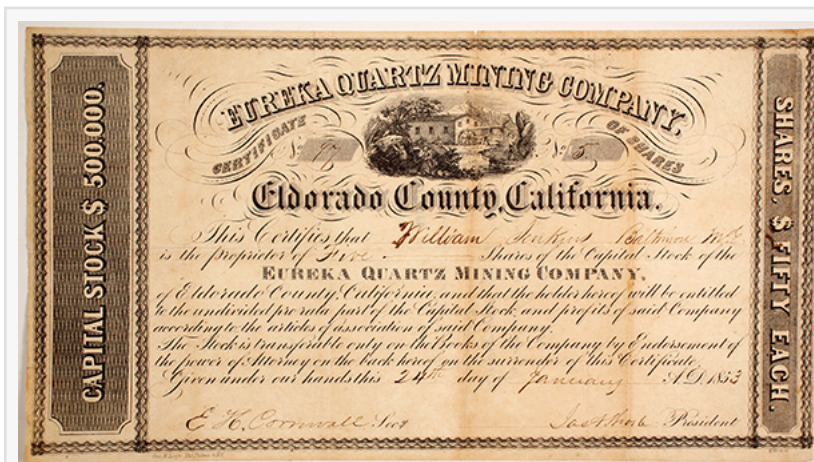 EUREKA QUARTZ MINING COMPANY,
CERTIFICATE
OF SHARES
No.
No. 5
Eldorado County, California.
CAPITAL STOCK $ 500.000.
SHARES, $ FIFTY EACH.
This Certifies that William Jenkins Baltimore Md
is the proprietor of Five Shares of the Capital Stock of the
EUREKA QUARTZ MINING COMPANY,
of Eldorado County, California, and that the holder hereof will be entitled
to the undivided pro rata part of the Capital Stock and profits of said Company
according to the articles of association of said Company.
The Stock is transferable only on the Books of the Company by Endorsement of
the power of Attorney on the back hereof on the surrender of this Certificate.
Given under our hands this 24th day of January A.D. 1853
E. H. Cornwall Secy
President